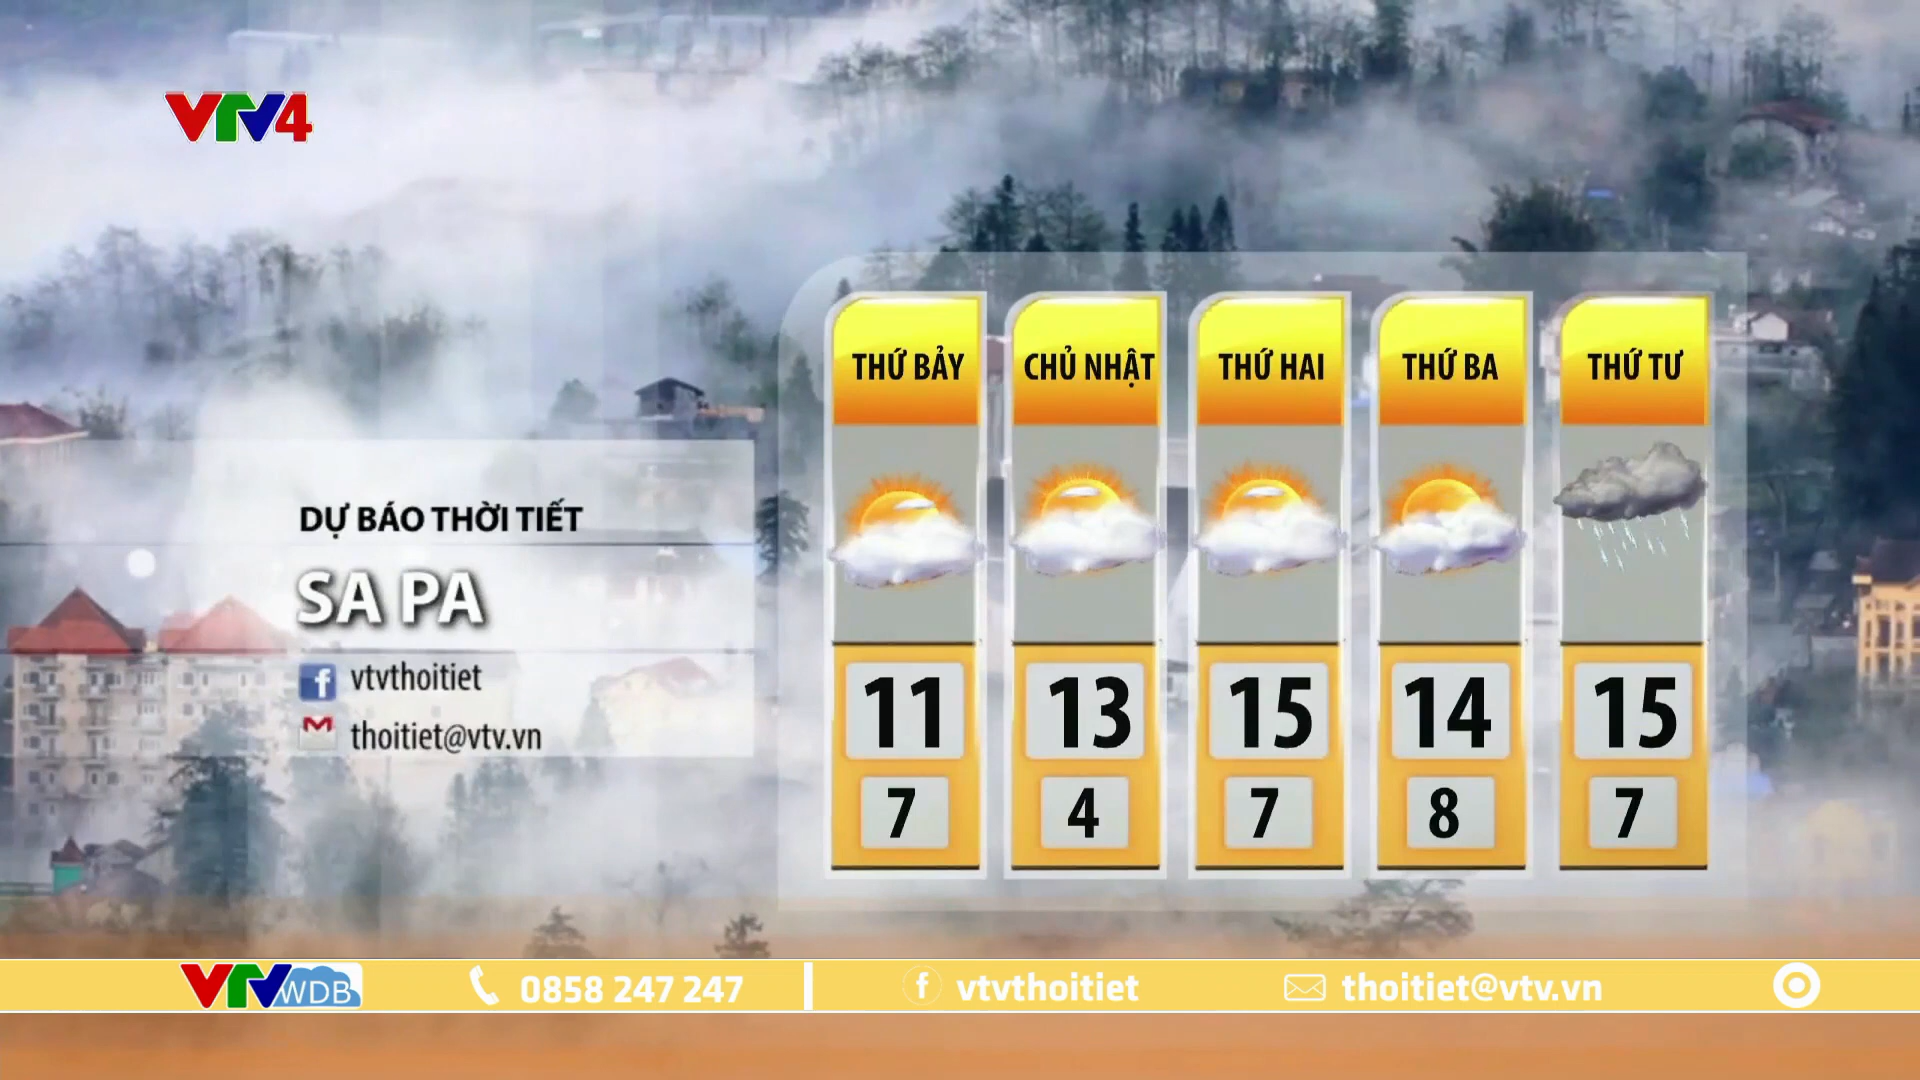 VTV4
DỰ BÁO THỜI TIẾT
SA PA
f vtvthoitiet
thoitiet@vtv.vn
THỨ BẢY
CHỦ NHẬT
THỨ HAI
THỨ BA
THỨ TƯ
11
13
15
14
15
7
4
7
8
7
VTV WDB
0858 247 247
f vtvthoitiet
thoitiet@vtv.vn